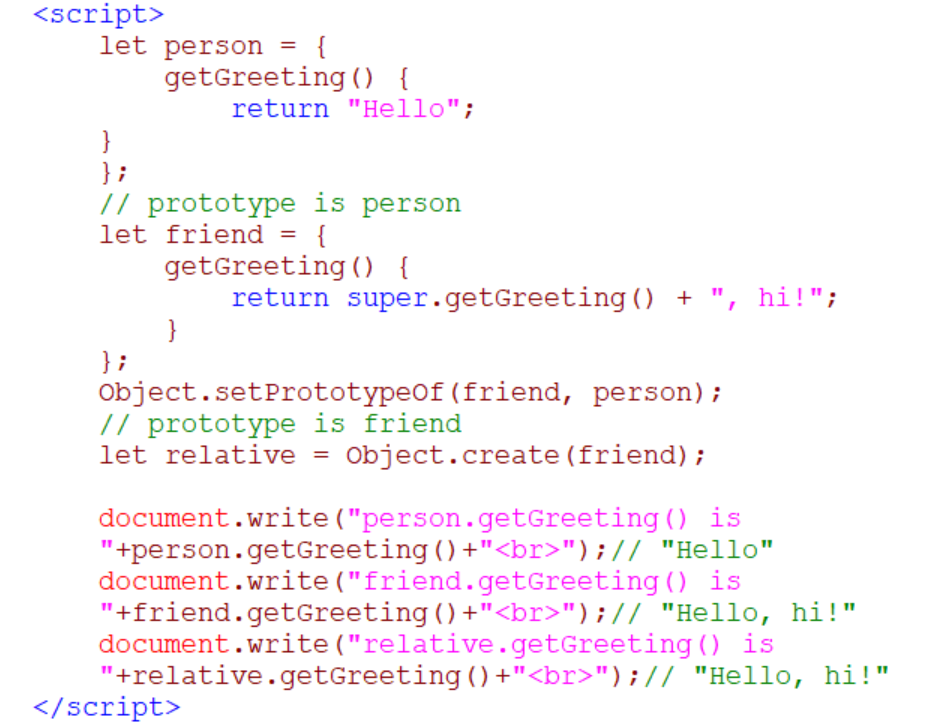 <script>
    let person = {
        getGreeting() {
            return "Hello";
    }
    };
    // prototype is person
    let friend = {
        getGreeting() {
            return super.getGreeting() + ", hi!";
        }
    };
    Object.setPrototypeOf(friend, person);
    // prototype is friend
    let relative = Object.create(friend);

    document.write("person.getGreeting() is
    "+person.getGreeting()+"<br>");// "Hello"
    document.write("friend.getGreeting() is
    "+friend.getGreeting()+"<br>");// "Hello, hi!"
    document.write("relative.getGreeting() is
    "+relative.getGreeting()+"<br>");// "Hello, hi!"
</script>